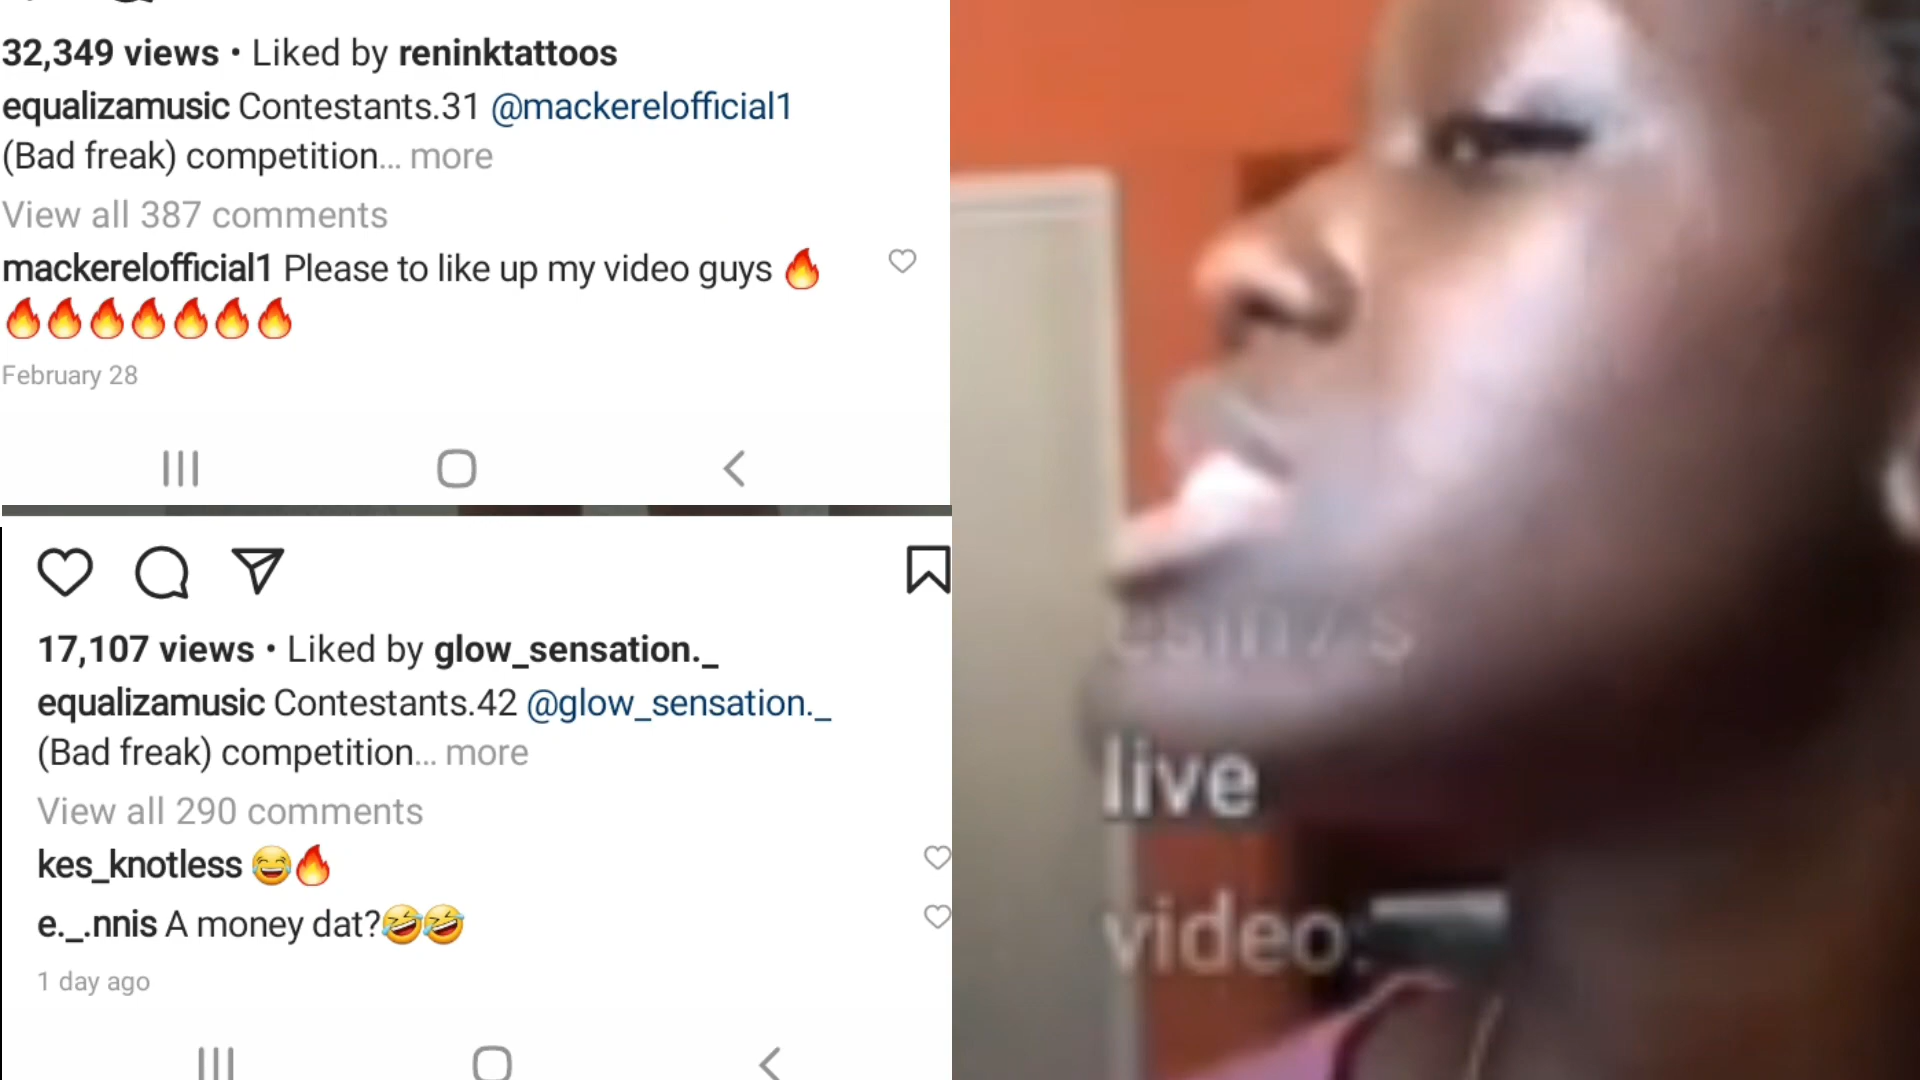 32,349 views • Liked by reninktattoos
equalizamusic Contestants.31 @mackerelofficial1
(Bad freak) competition... more
View all 387 comments
mackerelofficial1 Please to like up my video guys 🔥
🔥🔥🔥🔥🔥🔥🔥
February 28
17,107 views • Liked by glow_sensation._
equalizamusic Contestants.42 @glow_sensation._
(Bad freak) competition... more
View all 290 comments
kes_knotless 😂🔥
e._.nnis A money dat?🤣🤣
1 day ago
live
video.